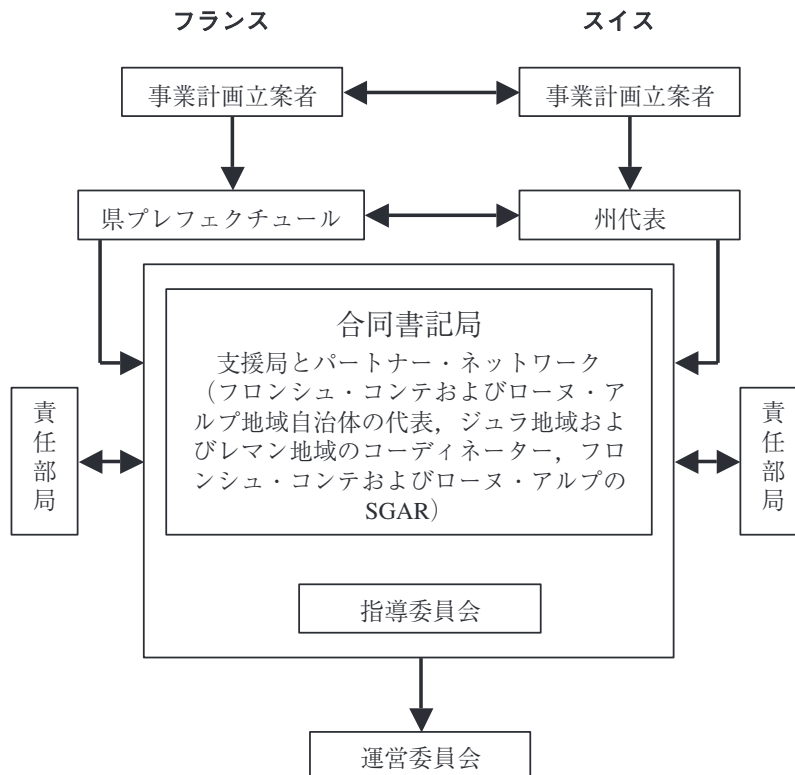 フランス
スイス
事業計画立案者
事業計画立案者
県プレフェクチュール
州代表
合同書記局
支援局とパートナー・ネットワーク
（フロンシュ・コンテおよびローヌ・ア
ルプ地域自治体の代表，ジュラ地域およ
びレマン地域のコーディネーター，フロ
ンシュ・コンテおよびローヌ・アルプの
SGAR）
責任部局
責任部局
指導委員会
運営委員会